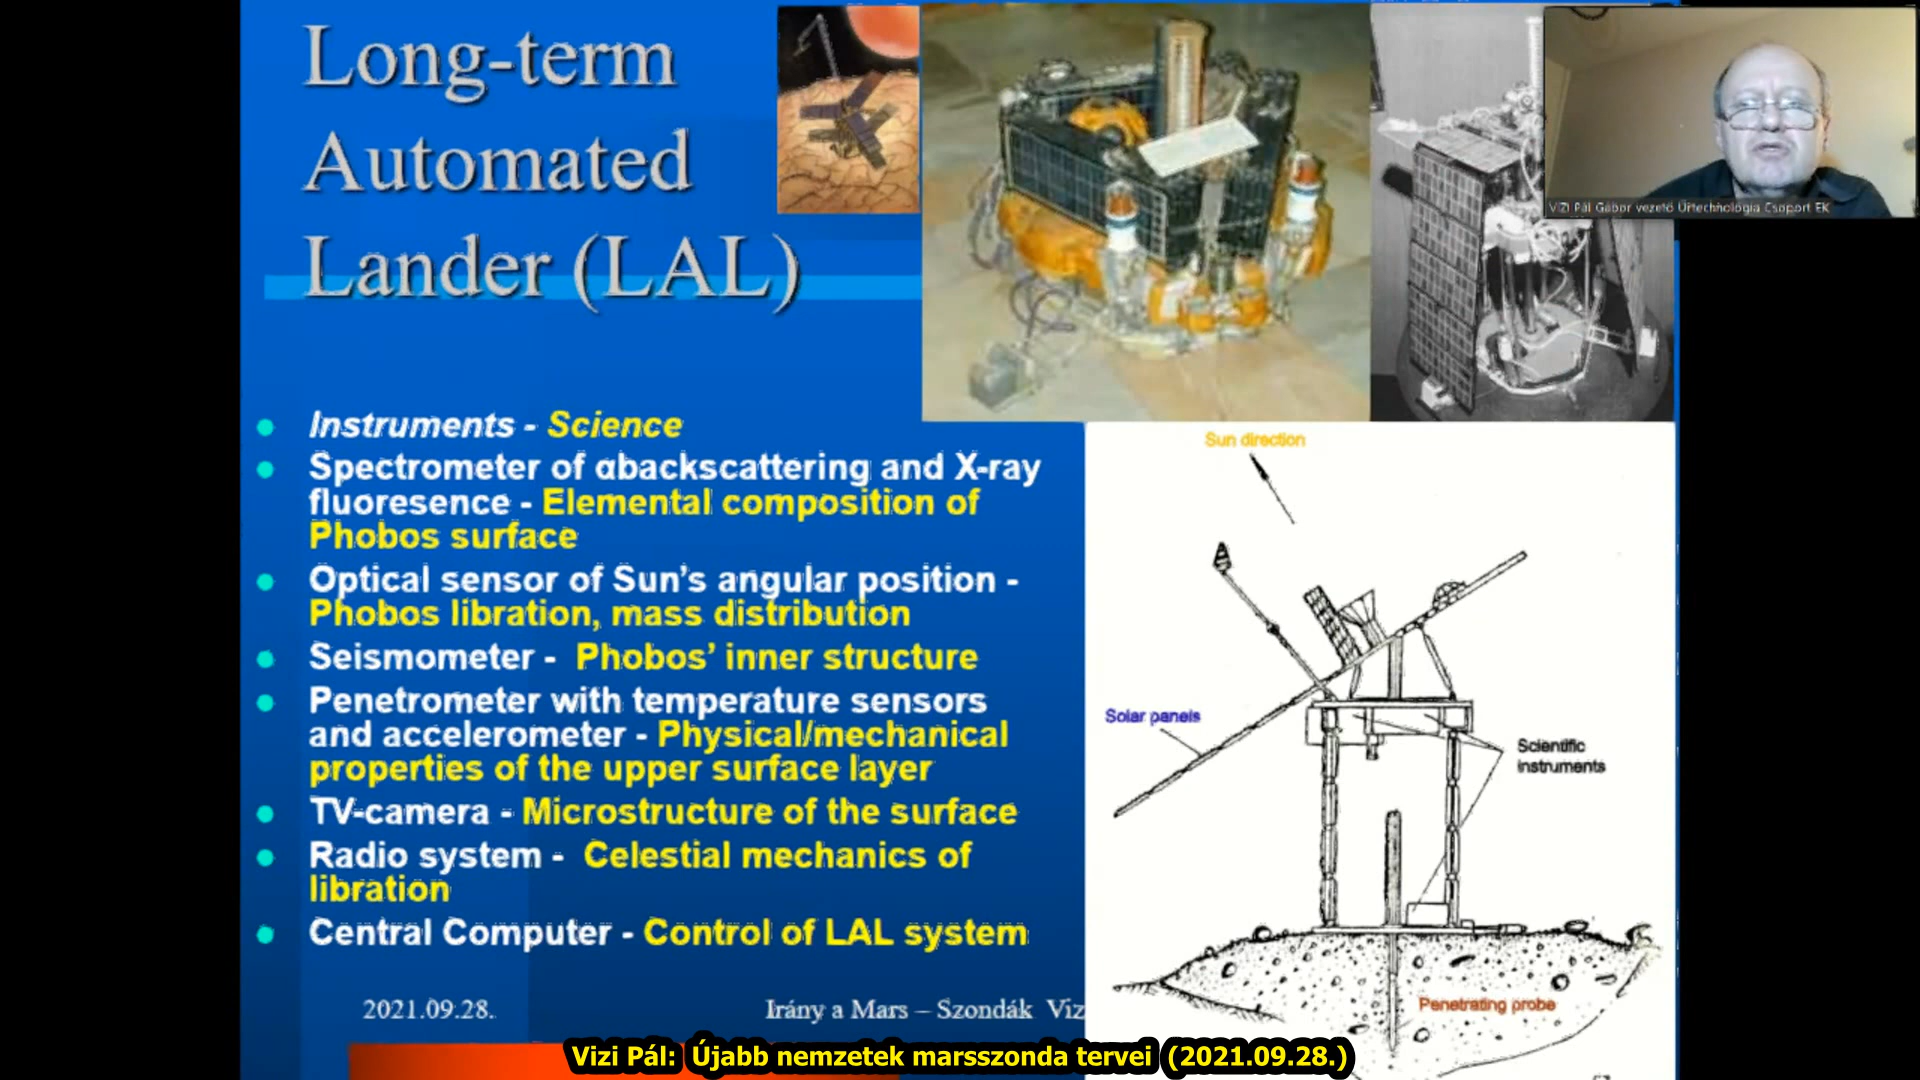 Long-term
Automated
Lander (LAL)
VIZI Pál Gábor vezető Űrtechnológia Csoport EK
Instruments - Science
Spectrometer of αbackscattering and X-ray
fluoresence - Elemental composition of
Phobos surface
Optical sensor of Sun's angular position -
Phobos libration, mass distribution
Seismometer - Phobos' inner structure
Penetrometer with temperature sensors
and accelerometer - Physical/mechanical
properties of the upper surface layer
TV-camera - Microstructure of the surface
Radio system - Celestial mechanics of
libration
Central Computer - Control of LAL system
Sun direction
Solar panels
Scientific
instruments
Penetrating probe
2021.09.28.
Irány a Mars – Szondák Viz
Vizi Pál: Újabb nemzetek marsszonda tervei (2021.09.28.)